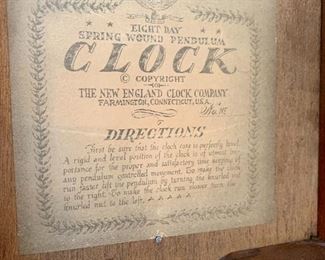 EIGHT DAY
SPRING WOUND PENDULUM
CLOCK
© COPYRIGHT
THE NEW ENGLAND CLOCK COMPANY
FARMINGTON, CONNECTICUT, U.S.A.
DIRECTIONS
First be sure that the clock case is perfectly level.
A rigid and level position of the clock is of utmost im-
portance for the proper and satisfactory time keeping of
any pendulum controlled movement. To make the clock
run faster lift the pendulum by turning the knurled nut
to the right. To make the clock run slower turn the
knurled nut to the left.